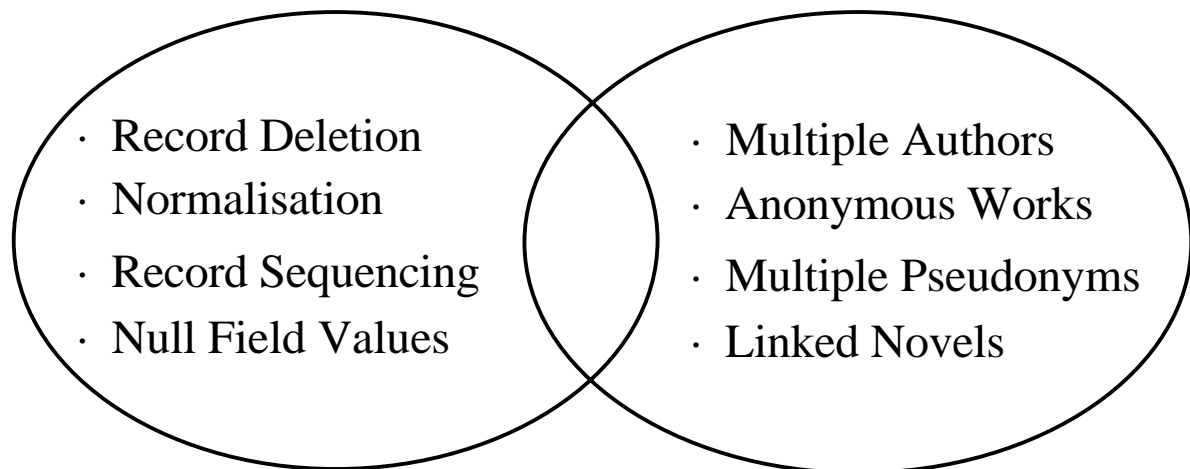 · Record Deletion
· Normalisation
· Record Sequencing
· Null Field Values
· Multiple Authors
· Anonymous Works
· Multiple Pseudonyms
· Linked Novels